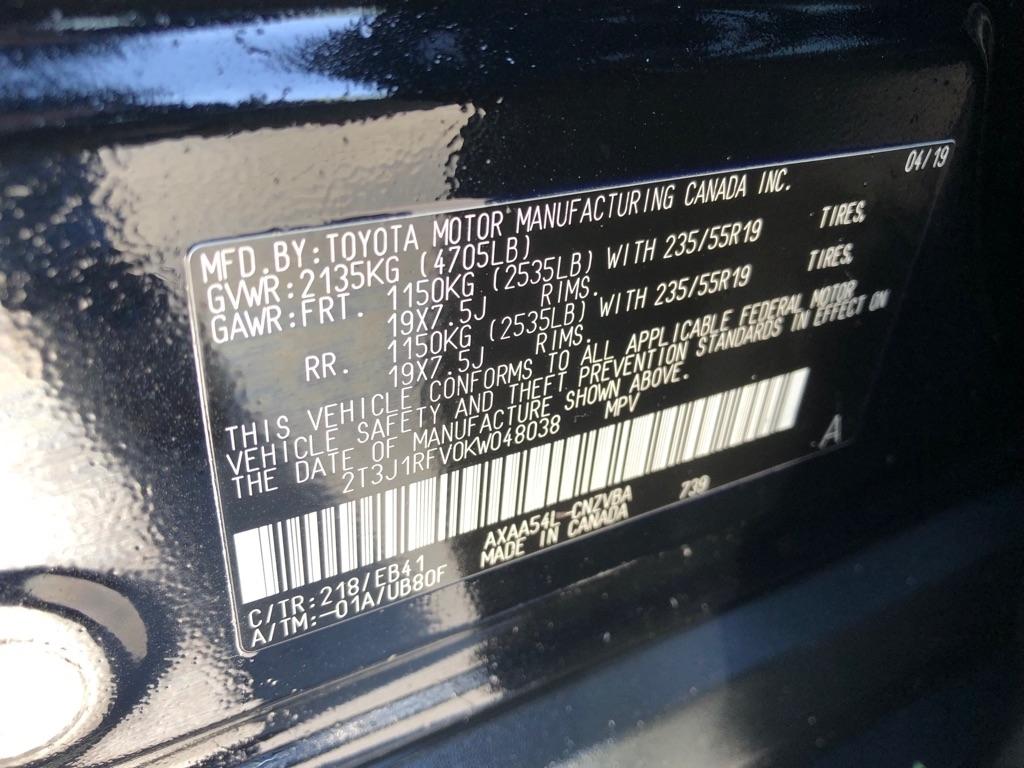 04/19
MFD.BY:TOYOTA MOTOR MANUFACTURING CANADA INC.
GVWR:2135KG (4705LB)
GAWR:FRT. 1150KG (2535LB) WITH 235/55R19 TIRES,
19X7.5J RIMS.
RR. 1150KG (2535LB) WITH 235/55R19 TIRES,
19X7.5J RIMS.
THIS VEHICLE CONFORMS TO ALL APPLICABLE FEDERAL MOTOR
VEHICLE SAFETY AND THEFT PREVENTION STANDARDS IN EFFECT ON
THE DATE OF MANUFACTURE SHOWN ABOVE.
2T3J1RFV0KW048038 MPV
A
C/TR:218/EB41 AXAA54L-CNZVBA 739
A/TM:-01A/UB80F MADE IN CANADA